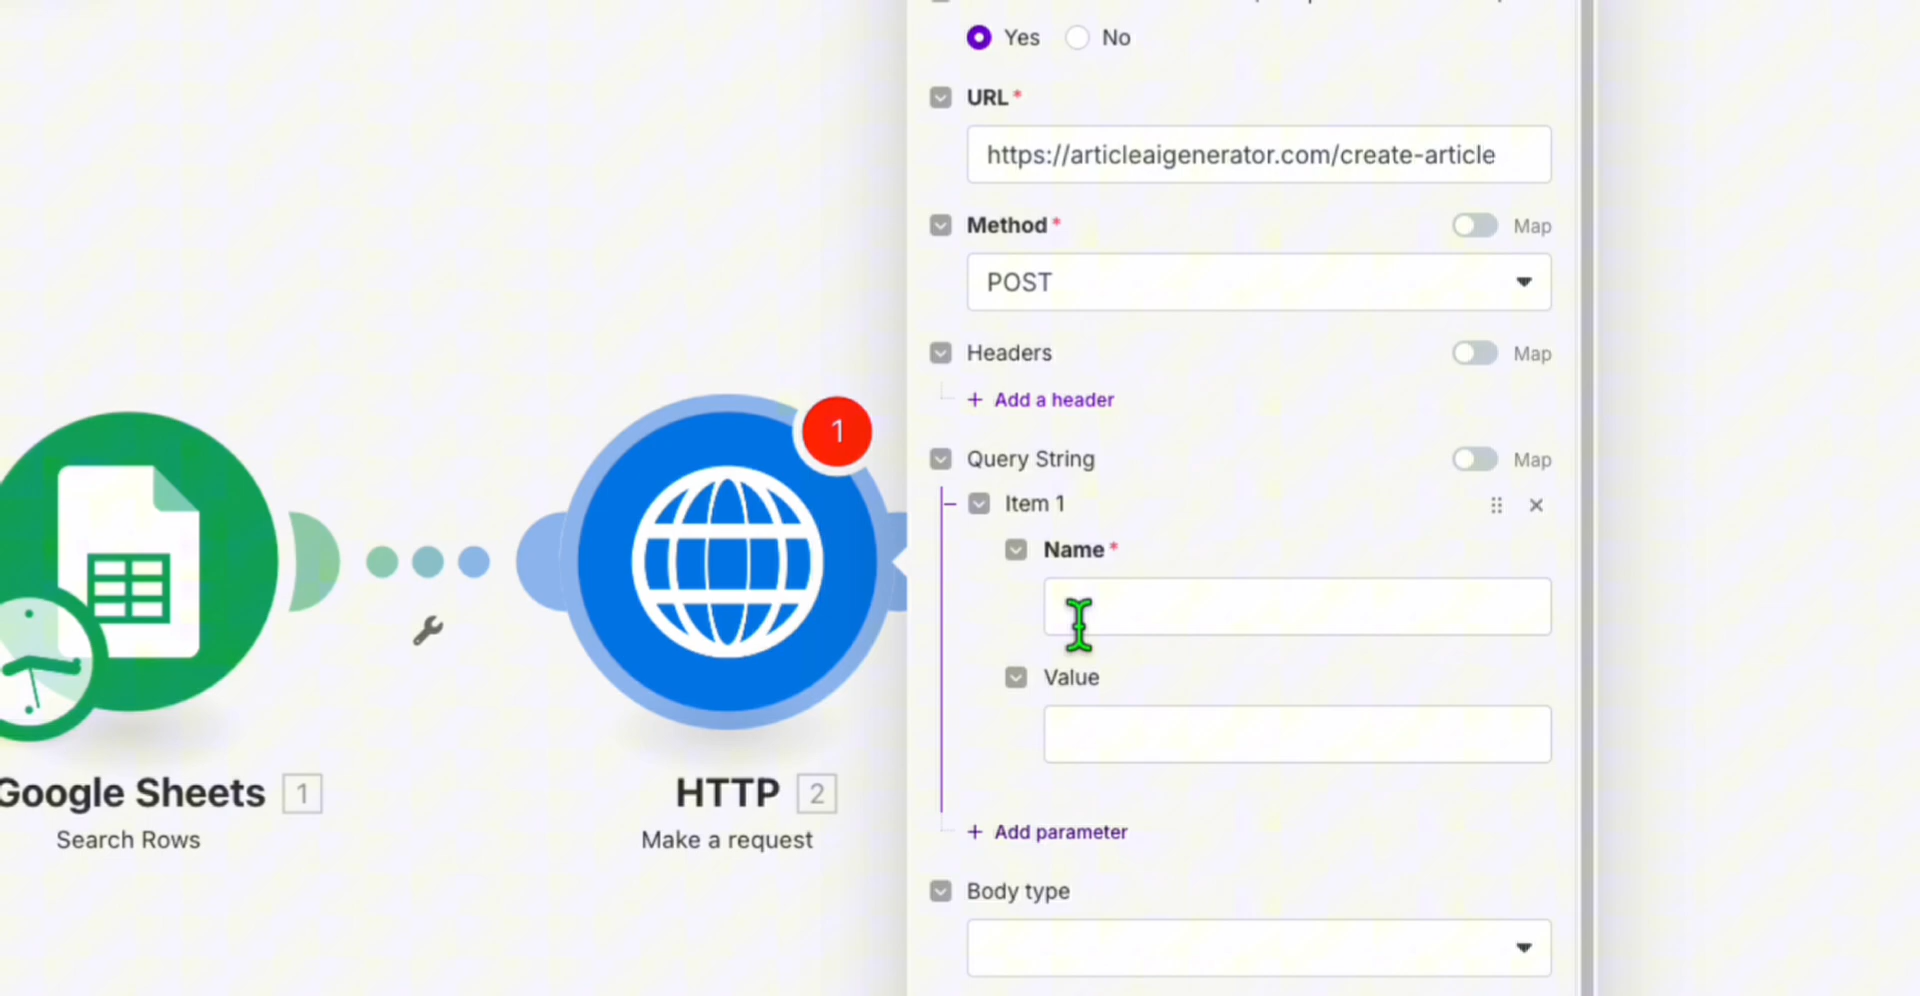 Yes No
URL *
https://articleaigenerator.com/create-article
Method * Map
POST
Headers Map
+ Add a header
Query String Map
Item 1
Name *
Value
+ Add parameter
Body type
1
Google Sheets 1
Search Rows
HTTP 2
Make a request